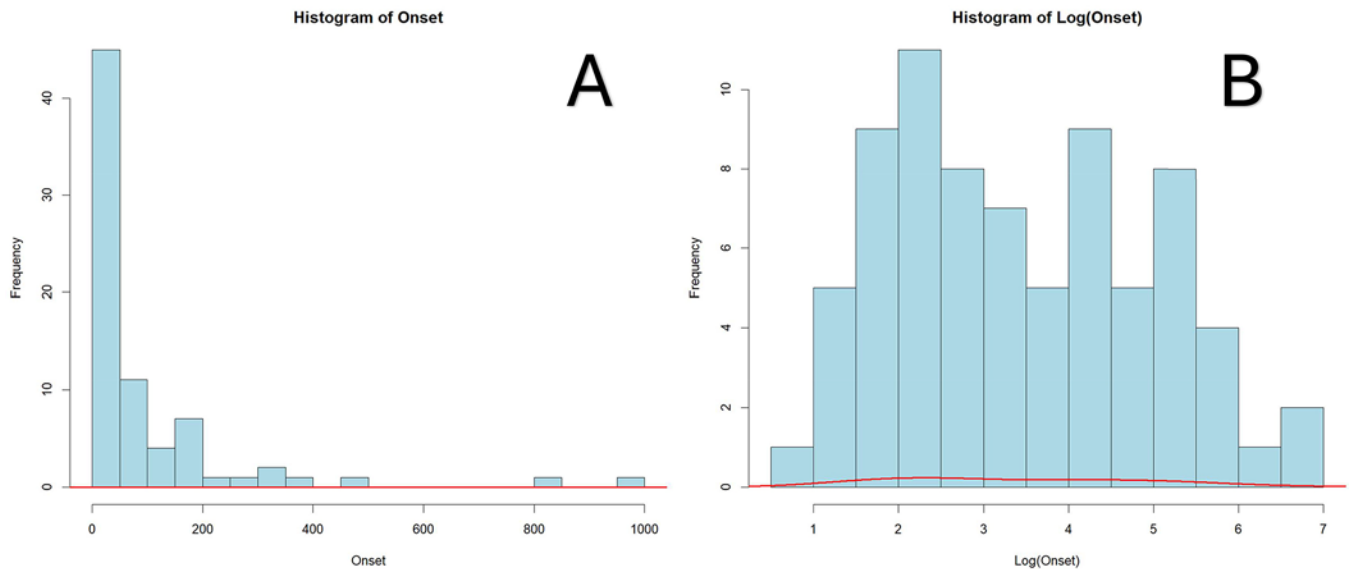 Histogram of Onset
A
Frequency
40
30
20
10
0
0 200 400 600 800 1000
Onset
Histogram of Log(Onset)
B
Frequency
10
8
6
4
2
0
1 2 3 4 5 6 7
Log(Onset)